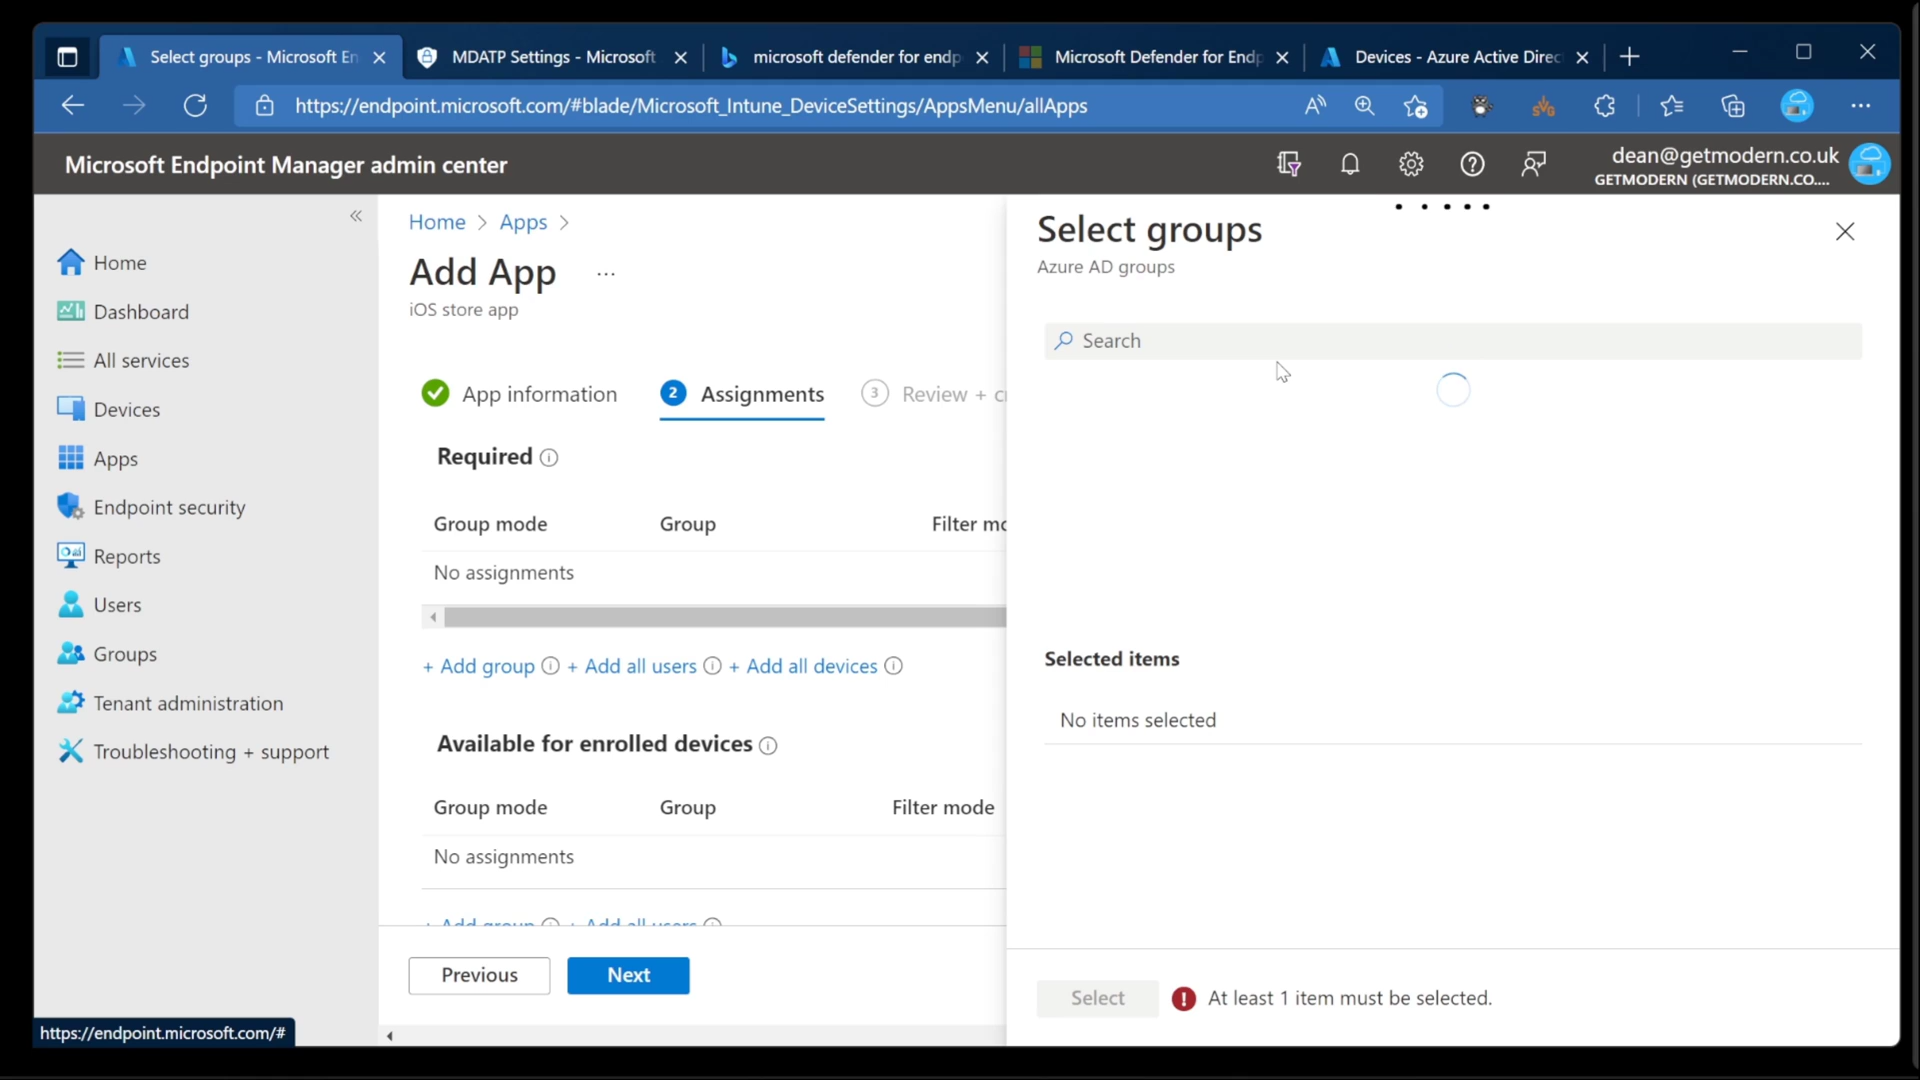 Select groups - Microsoft En
MDATP Settings - Microsoft
microsoft defender for endp
Microsoft Defender for Endp
Devices - Azure Active Direc
https://endpoint.microsoft.com/#blade/Microsoft_Intune_DeviceSettings/AppsMenu/allApps
Microsoft Endpoint Manager admin center
dean@getmodern.co.uk
GETMODERN (GETMODERN.CO....
Home
Dashboard
All services
Devices
Apps
Endpoint security
Reports
Users
Groups
Tenant administration
Troubleshooting + support
https://endpoint.microsoft.com/#
Home > Apps >
Add App ...
iOS store app
App information
2 Assignments
3 Review + c
Required
Group mode Group Filter mo
No assignments
+ Add group + Add all users + Add all devices
Available for enrolled devices
Group mode Group Filter mode
No assignments
+ Add group + Add all users
Previous
Next
Select groups
Azure AD groups
Search
Selected items
No items selected
Select
At least 1 item must be selected.